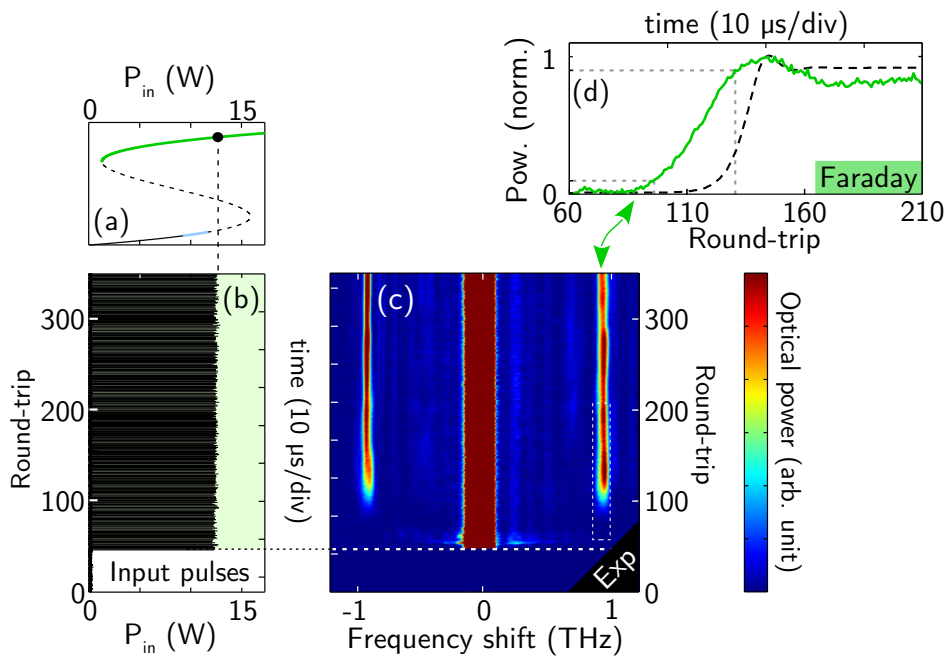 time (10 μs/div)
P_in (W)
0 15
(a)
Pow. (norm.)
1
0
(d)
Faraday
60 110 160 210
Round-trip
(b)
Round-trip
300
200
100
0
Input pulses
0 15
P_in (W)
time (10 μs/div)
(c)
Exp
-1 0 1
Frequency shift (THz)
300
200
100
0
Round-trip
Optical power (arb. unit)